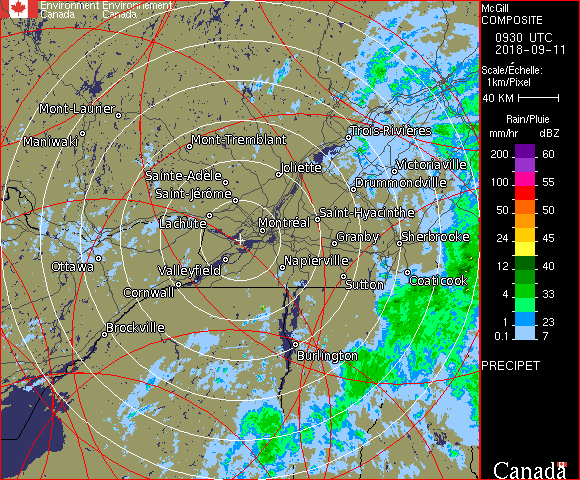 Environment Environnement
Canada Canada
Mont-Laurier
Maniwaki
Mont-Tremblant
Trois-Rivières
Joliette
Victoriaville
Sainte-Adèle
Drummondville
Saint-Jérôme
Lachute
Saint-Hyacinthe
Montréal
Granby
Sherbrooke
Ottawa
Valleyfield
Napierville
Cornwall
Sutton
Coaticook
Brockville
Burlington
McGill
COMPOSITE
0930 UTC
2018-09-11
Scale/Échelle:
1km/Pixel
40 KM
Rain/Pluie
mm/hr dBZ
200 60
100 55
50 50
24 45
12 40
4 33
1 23
0.1 7
PRECIPET
Canada